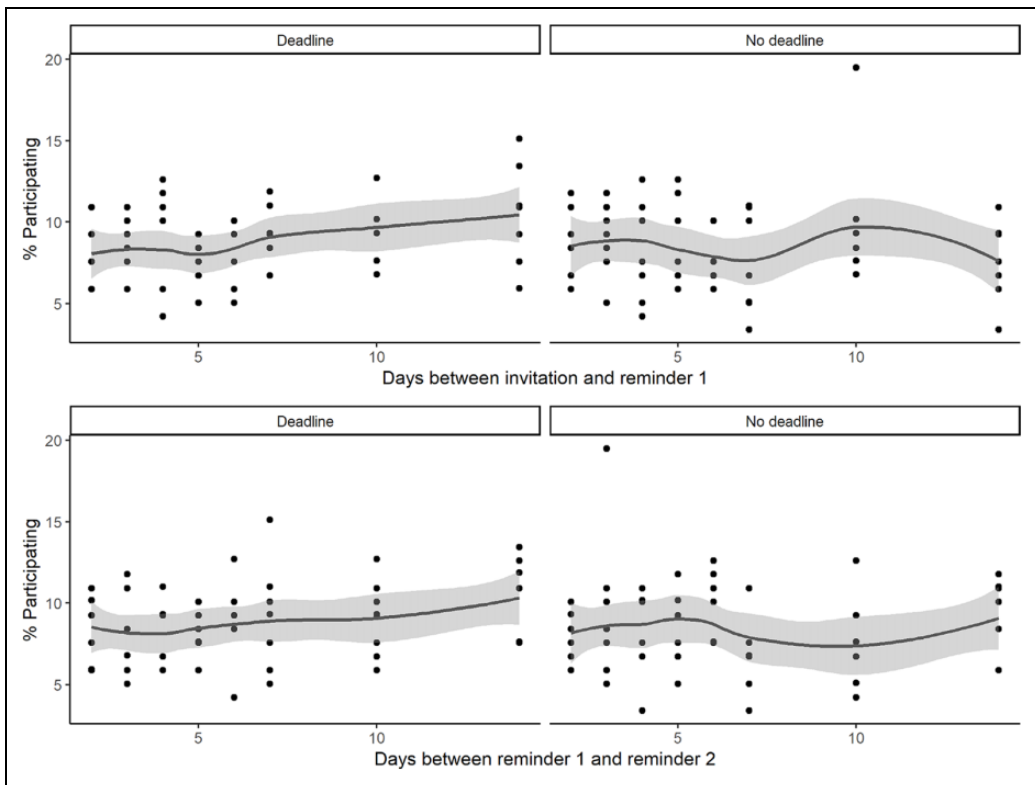 Deadline No deadline
20
15
10
5
% Participating
5 10 5 10
Days between invitation and reminder 1
Deadline No deadline
20
15
10
5
% Participating
5 10 5 10
Days between reminder 1 and reminder 2